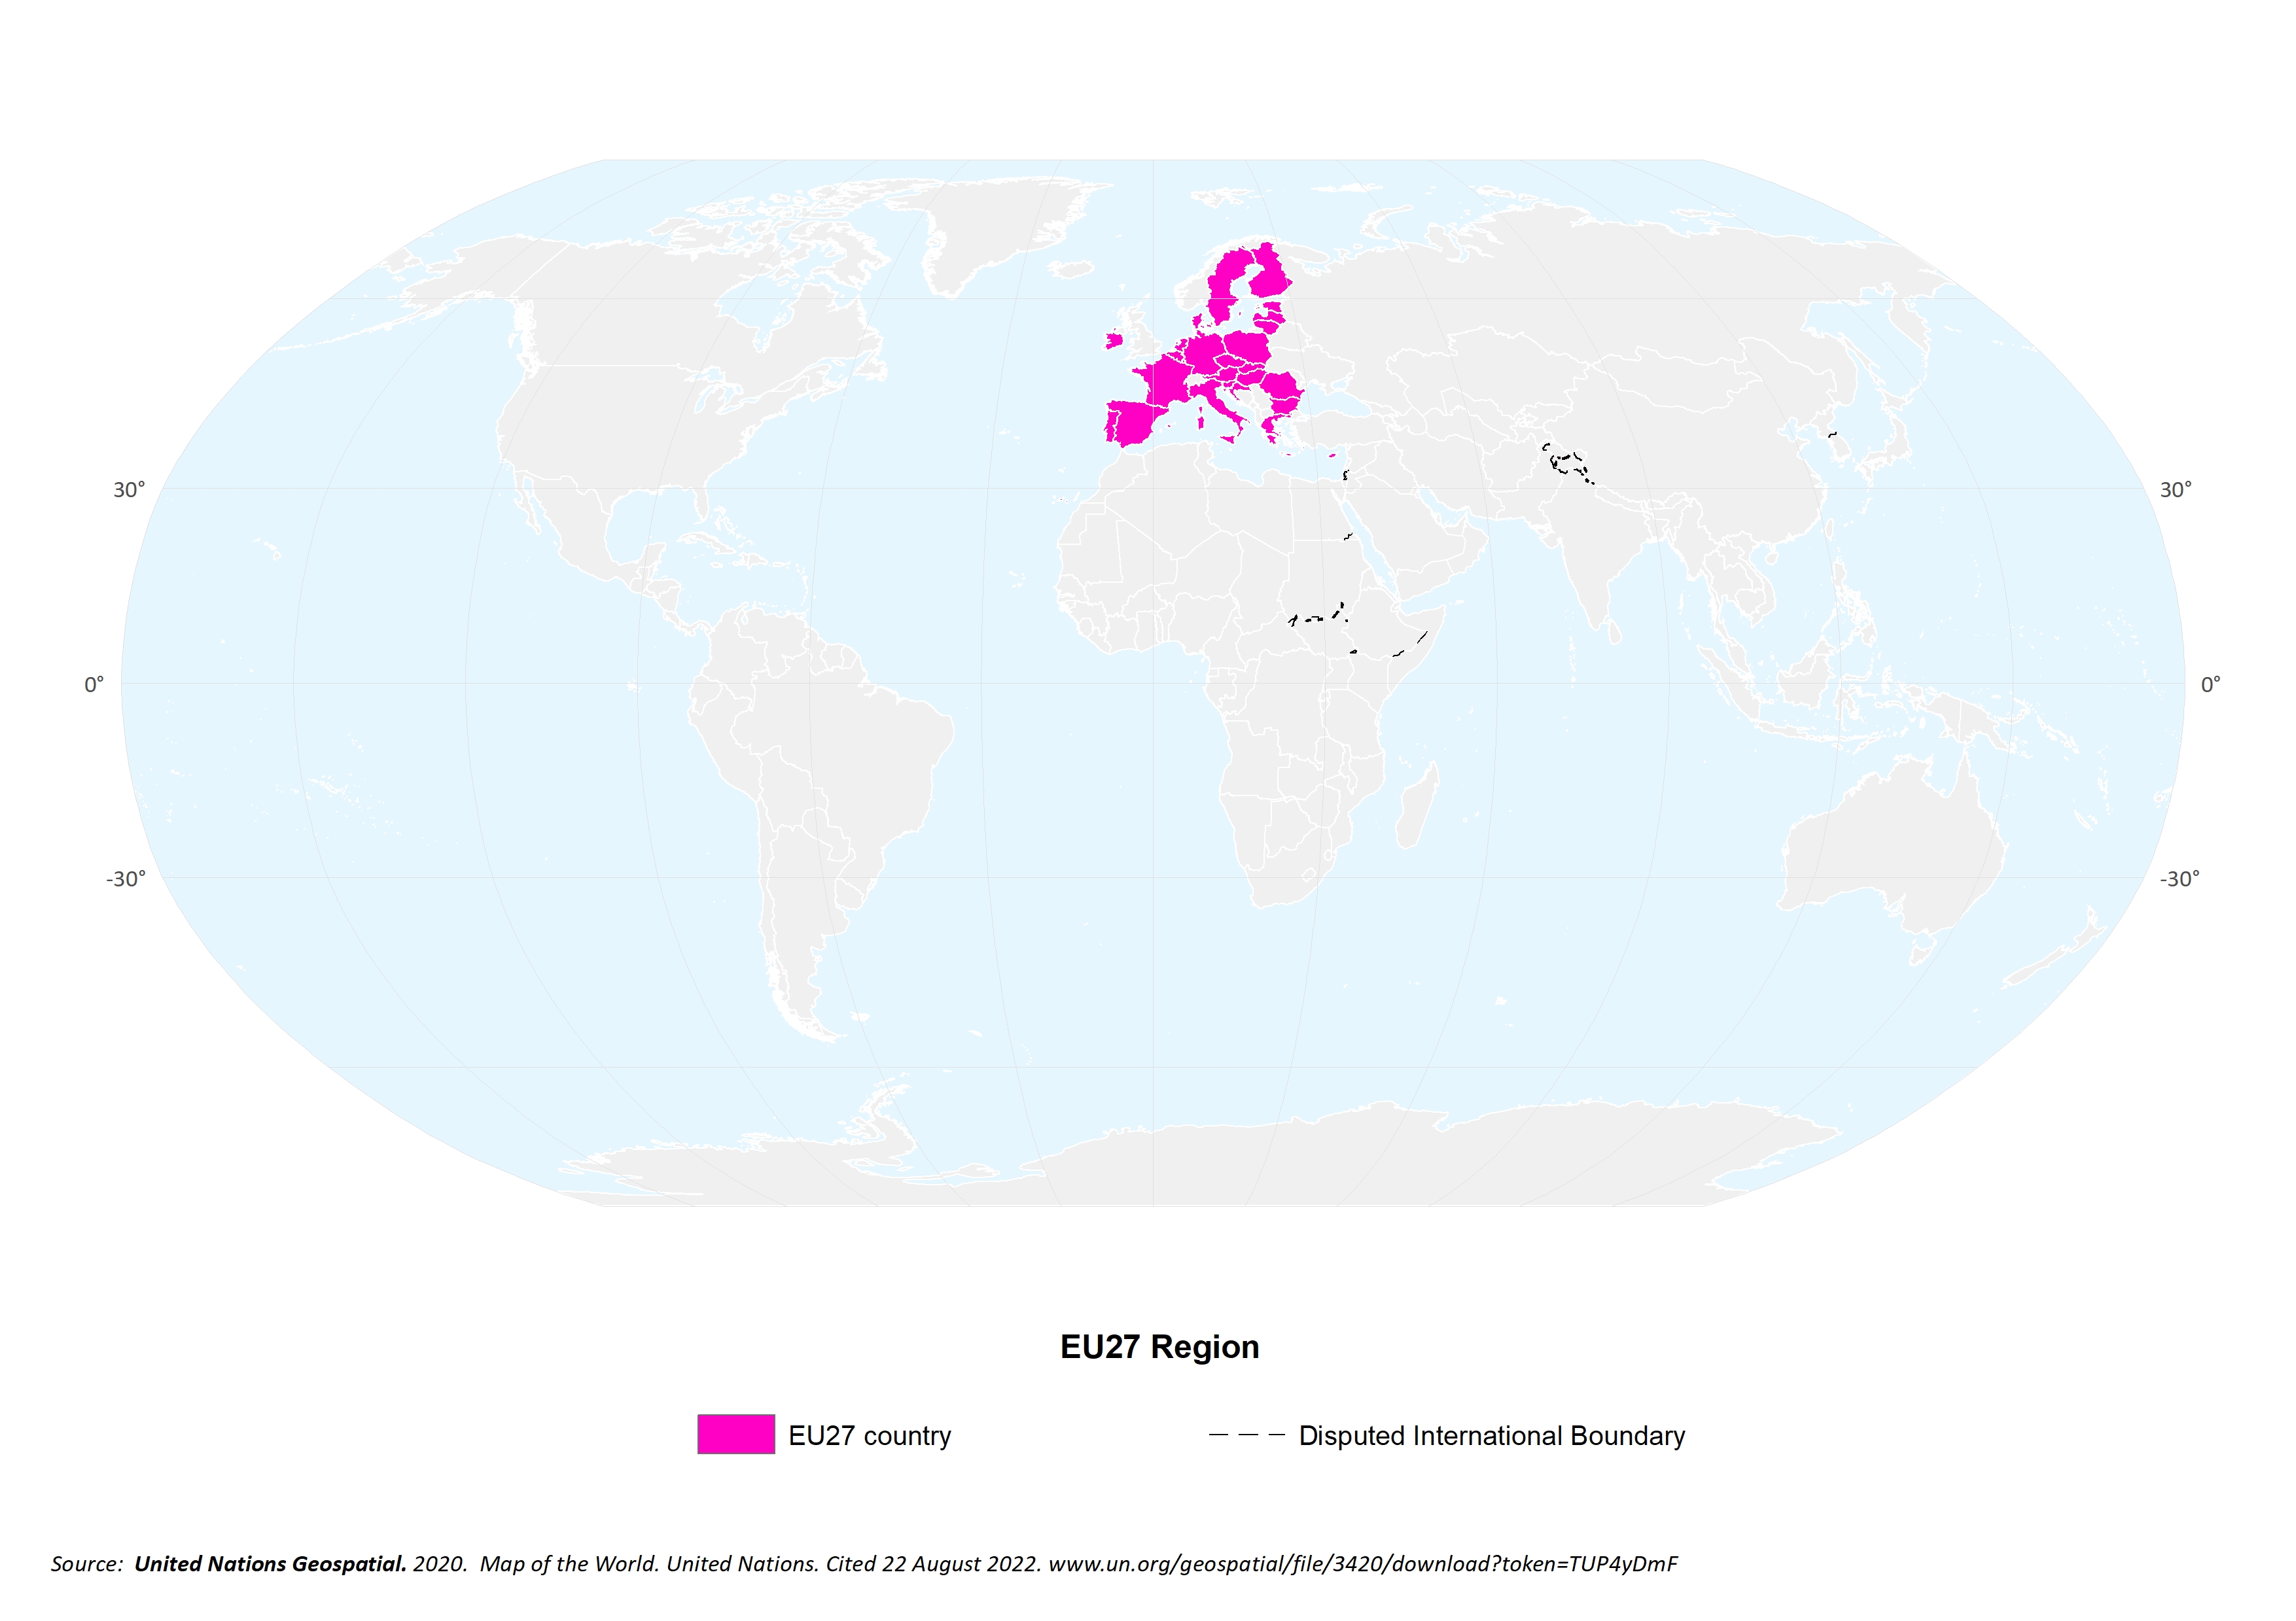 30°
30°
0°
0°
-30°
-30°
EU27 Region
EU27 country
Disputed International Boundary
Source: United Nations Geospatial. 2020. Map of the World. United Nations. Cited 22 August 2022. www.un.org/geospatial/file/3420/download?token=TUP4yDmF